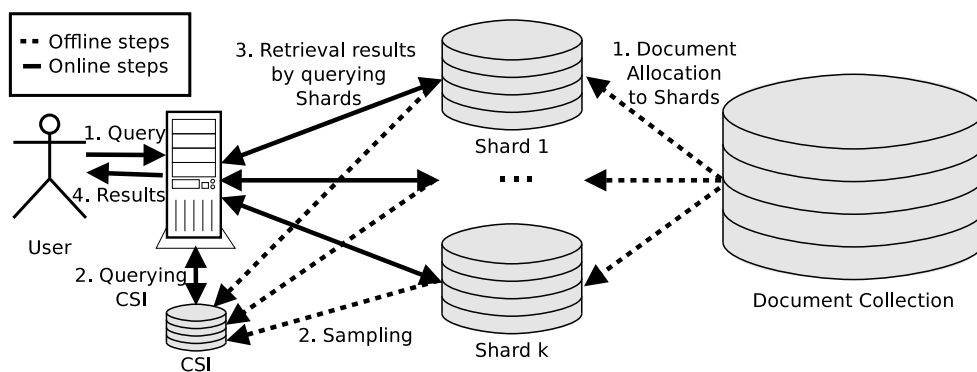 Offline steps
Online steps
3. Retrieval results
by querying
Shards
1. Document
Allocation
to Shards
1. Query
4. Results
User
Shard 1
...
2. Querying
CSI
2. Sampling
CSI
Shard k
Document Collection